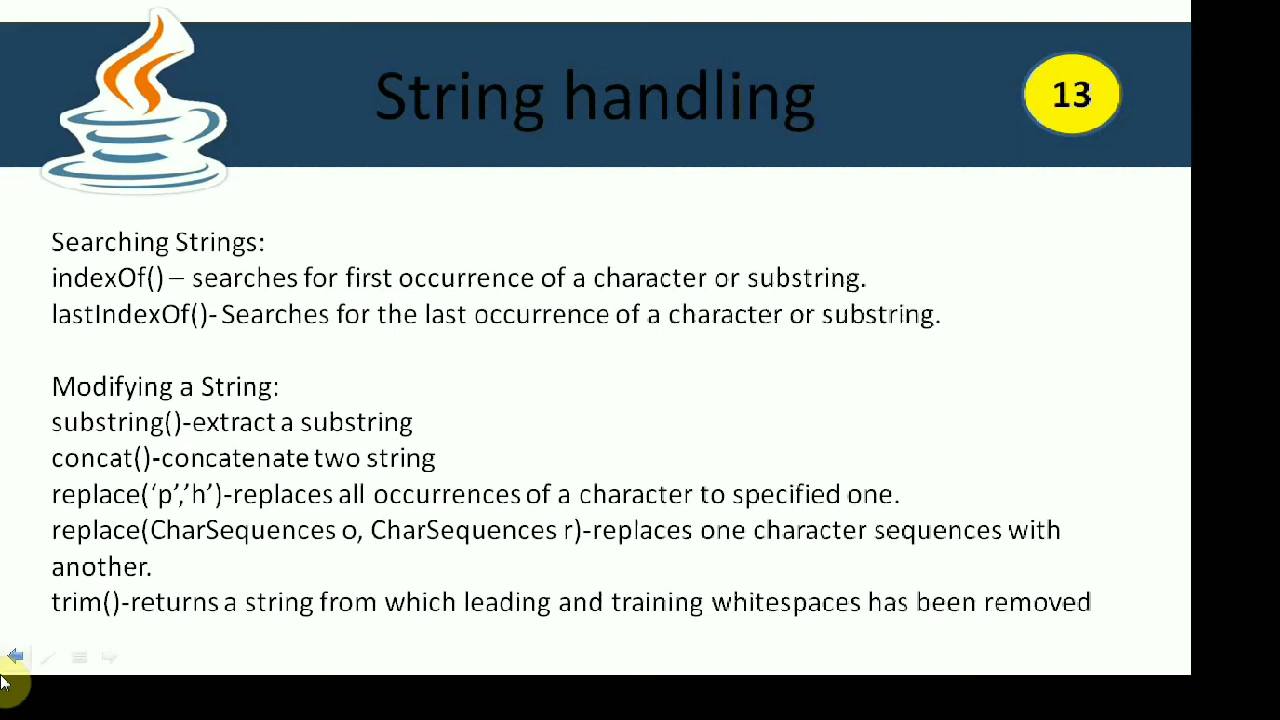 String handling
13
Searching Strings:
indexOf() – searches for first occurrence of a character or substring.
lastIndexOf()- Searches for the last occurrence of a character or substring.
Modifying a String:
substring()-extract a substring
concat()-concatenate two string
replace(‘p’,’h’)-replaces all occurrences of a character to specified one.
replace(CharSequences o, CharSequences r)-replaces one character sequences with
another.
trim()-returns a string from which leading and training whitespaces has been removed